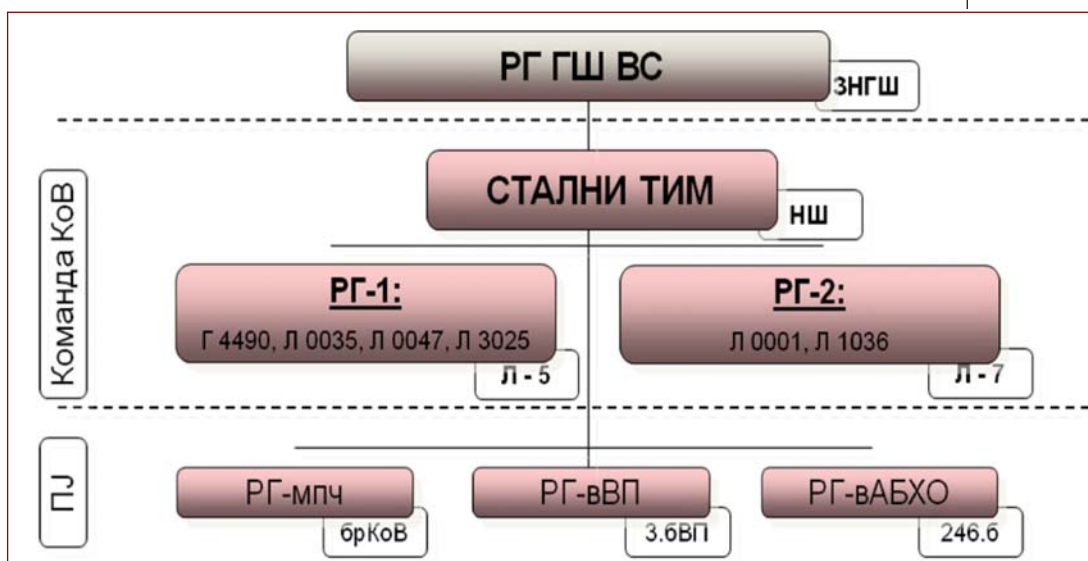 РГ ГШ ВС
ЗНГШ
Команда КоВ
СТАЛНИ ТИМ
НШ
РГ-1:
Г 4490, Л 0035, Л 0047, Л 3025
Л - 5
РГ-2:
Л 0001, Л 1036
Л - 7
ПЈ
РГ-мпч
брКоВ
РГ-вВП
3.бВП
РГ-вАБХО
246.б